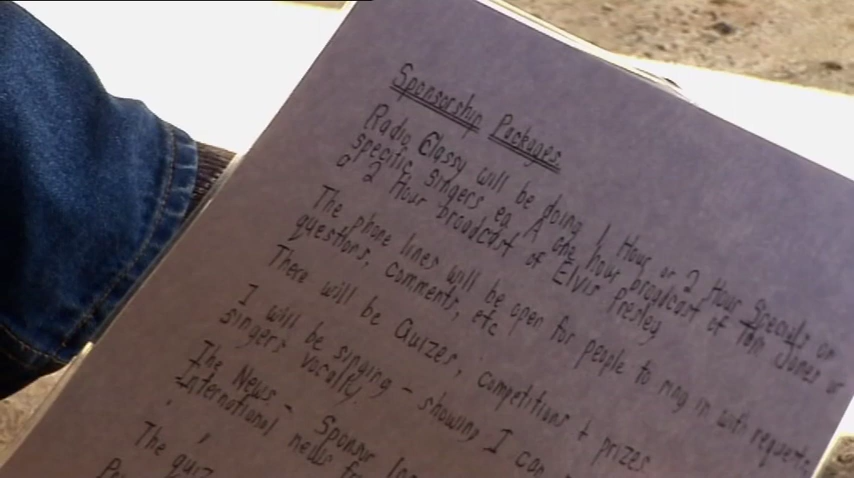 Sponsorship Packages.
Radio Classy will be doing 1 Hour or 2 Hour Specials on
specific singers eg A one hour broadcast of Tom Jones or
a 2 Hour broadcast of Elvis Presley
The phone lines will be open for people to ring in with requests,
questions, comments, etc
There will be Quizes, competitions + prizes
I will be singing - showing I can
singers vocally
The News - Sponsor
International news
The quiz